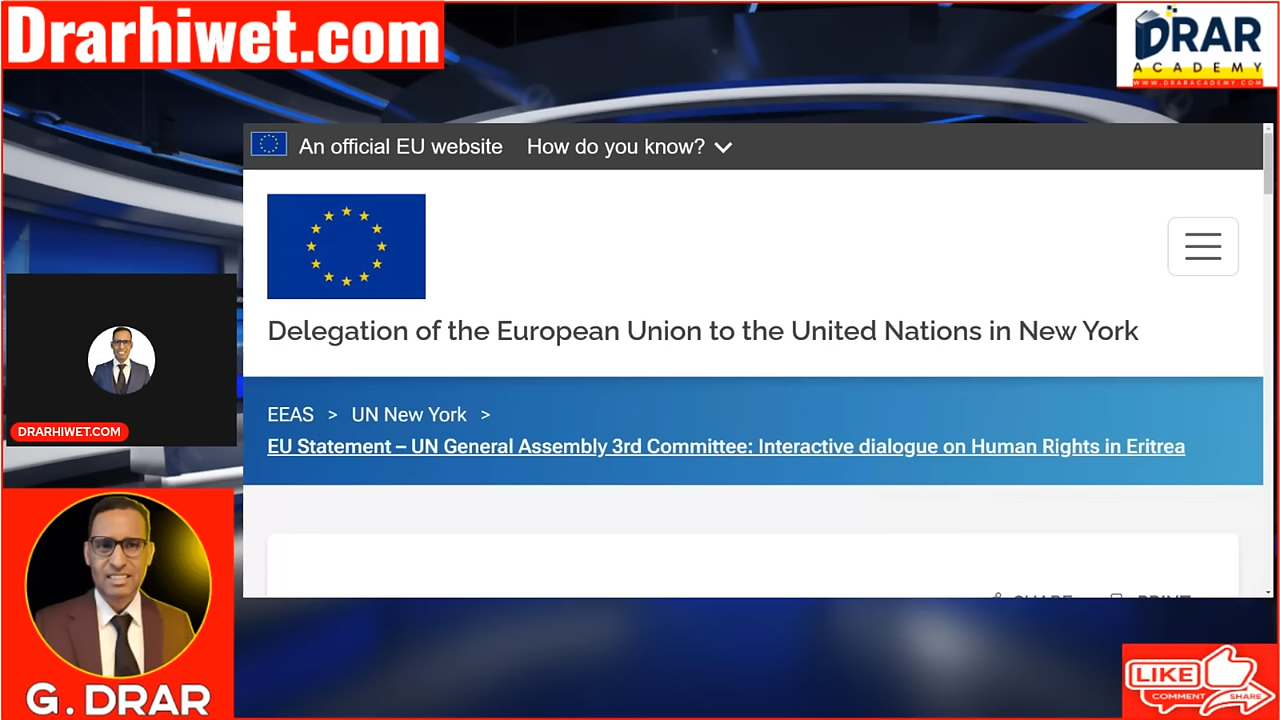 Drarhiwet.com
DRAR
ACADEMY
WWW.DRARACADEMY.COM
An official EU website How do you know?
Delegation of the European Union to the United Nations in New York
EEAS > UN New York >
EU Statement – UN General Assembly 3rd Committee: Interactive dialogue on Human Rights in Eritrea
SHARE PRINT
DRARHIWET.COM
G. DRAR
LIKE
COMMENT SHARE